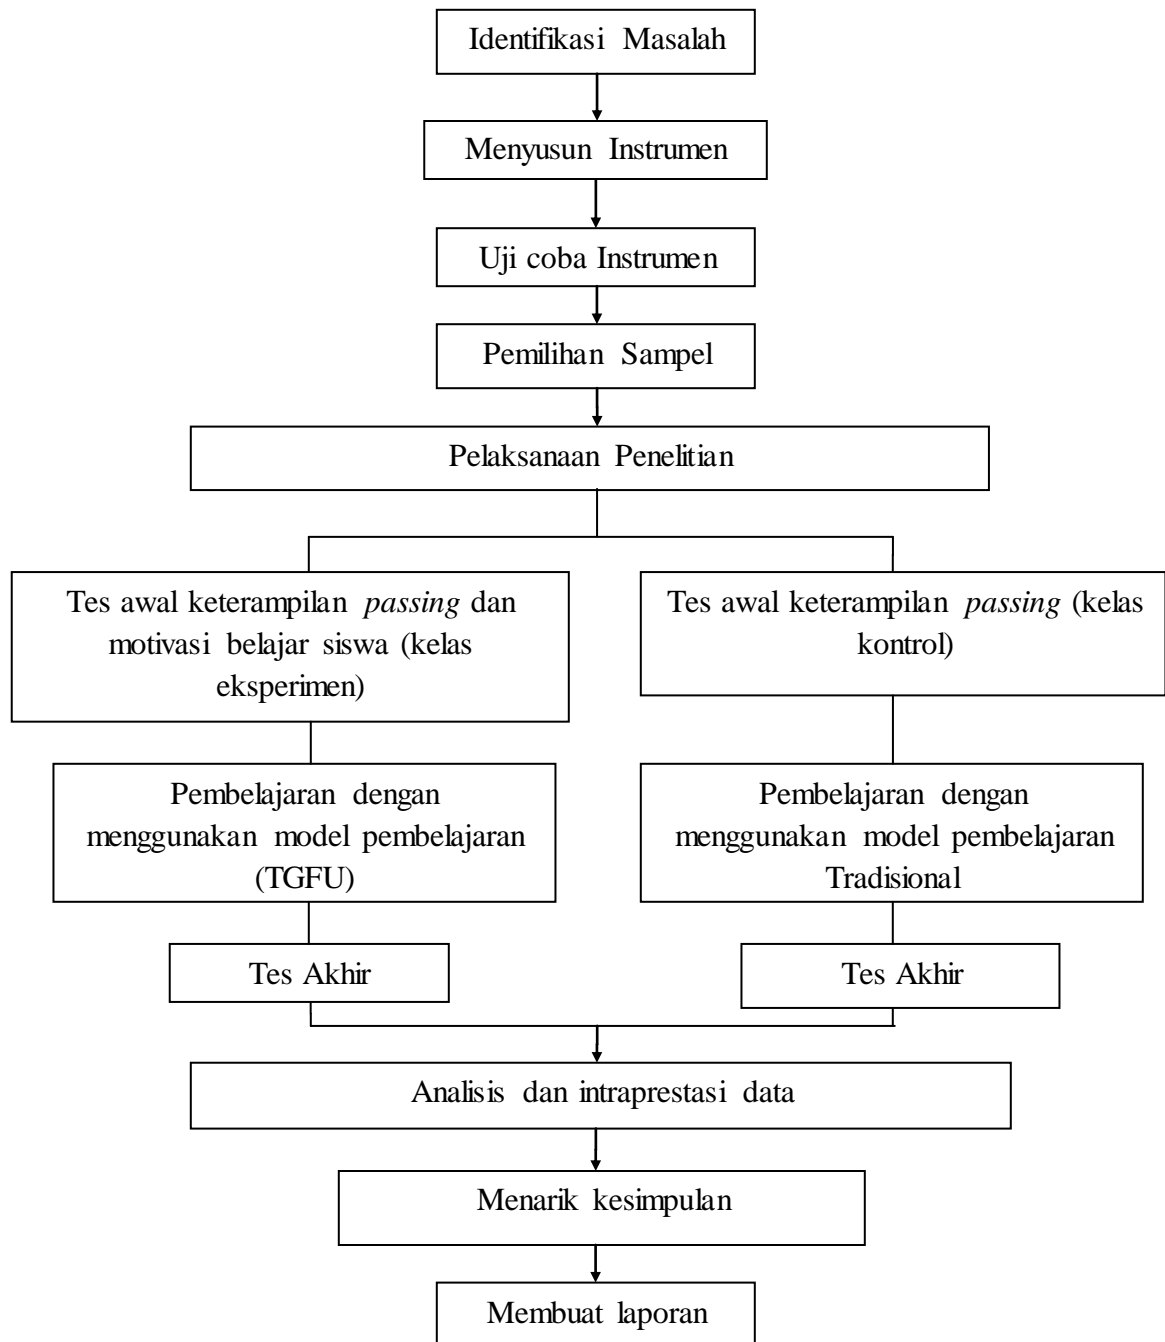 Identifikasi Masalah
Menyusun Instrumen
Uji coba Instrumen
Pemilihan Sampel
Pelaksanaan Penelitian
Tes awal keterampilan passing dan
motivasi belajar siswa (kelas
eksperimen)
Tes awal keterampilan passing (kelas
kontrol)
Pembelajaran dengan
menggunakan model pembelajaran
(TGFU)
Pembelajaran dengan
menggunakan model pembelajaran
Tradisional
Tes Akhir
Tes Akhir
Analisis dan intraprestasi data
Menarik kesimpulan
Membuat laporan